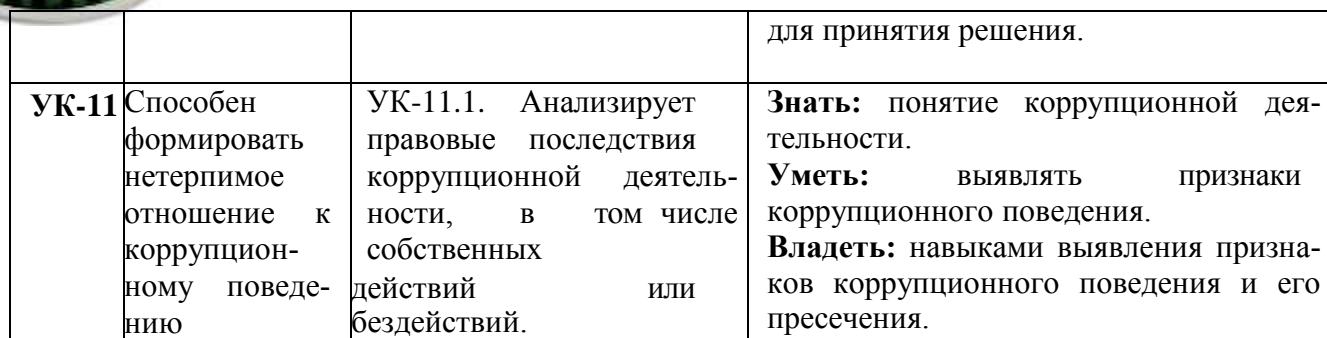 для принятия решения.
УК-11
Способен
формировать
нетерпимое
отношение к
коррупцион-
ному поведе-
нию
УК-11.1. Анализирует
правовые последствия
коррупционной деятель-
ности, в том числе
собственных
действий или
бездействий.
Знать: понятие коррупционной дея-
тельности.
Уметь: выявлять признаки
коррупционного поведения.
Владеть: навыками выявления призна-
ков коррупционного поведения и его
пресечения.